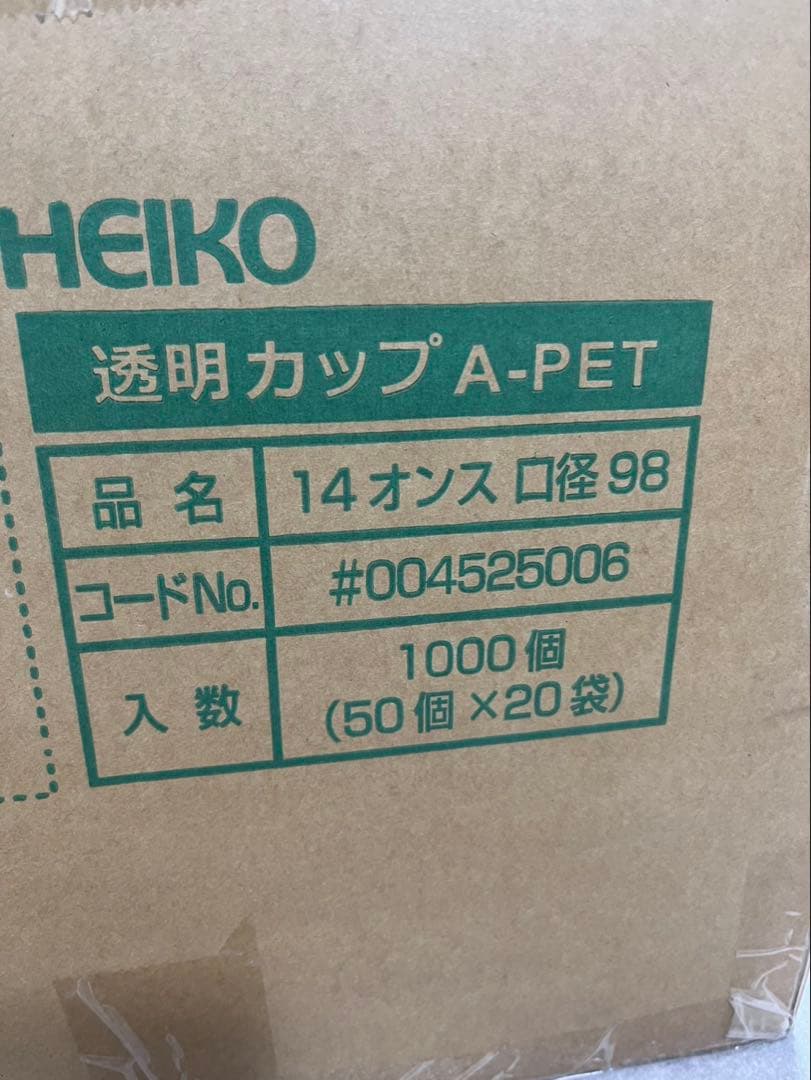 HEIKO
透明カップ A-PET
品名 14オンス 口径98
コードNo. #004525006
入数 1000個
(50個×20袋)